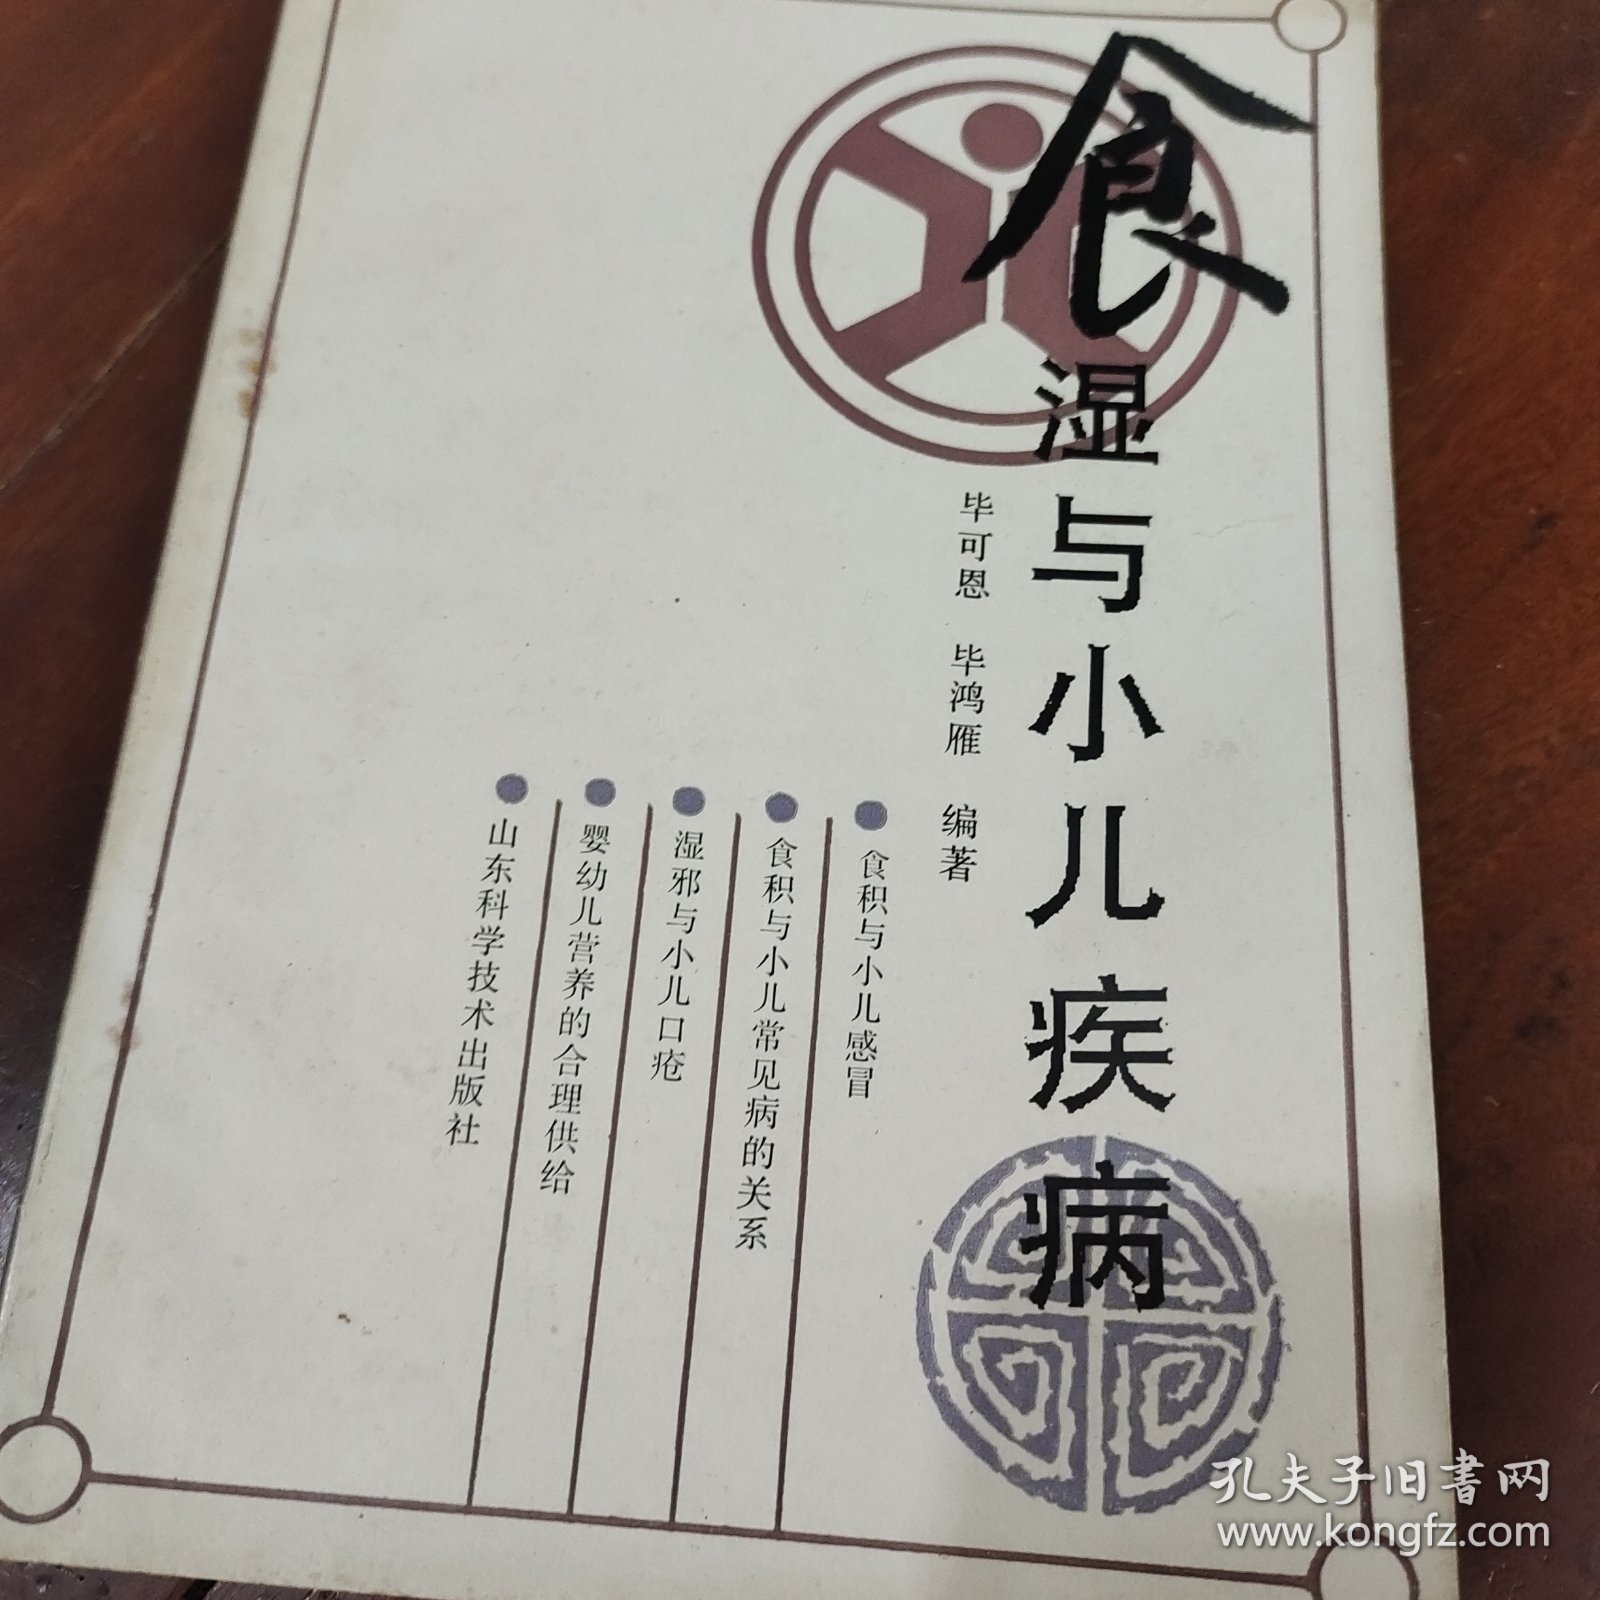 食湿与小儿疾病
毕可恩 毕鸿雁 编著
食积与小儿感冒
食积与小儿常见病的关系
湿邪与小儿口疮
婴幼儿营养的合理供给
山东科学技术出版社
孔夫子旧书网
www.kongfz.com